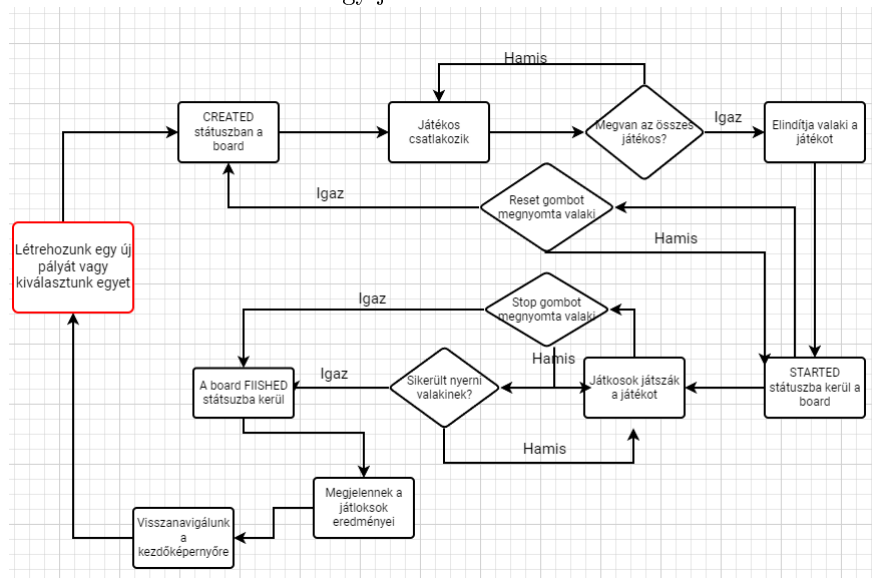 Hamis
CREATED
státuszban a
board
Játékos
csatlakozik
Megvan az összes
játékos?
Igaz
Elindítja valaki a
játékot
Igaz
Reset gombot
megnyomta valaki
Hamis
Létrehozunk egy új
pályát vagy
kiválasztunk egyet
Igaz
Stop gombot
megnyomta valaki
Hamis
A board FIISHED
státsuzba kerül
Igaz
Sikerült nyerni
valakinek?
Játkosok játszák
a játékot
STARTED
státuszba kerül a
board
Hamis
Megjelennek a
játloksok
eredményei
Visszanavigálunk
a
kezdőképernyőre